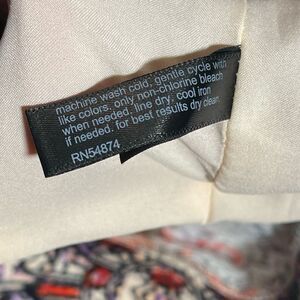 machine wash cold, gentle cycle with
like colors. only non-chlorine bleach
when needed. line dry. cool iron
if needed. for best results dry clean.
RN54874